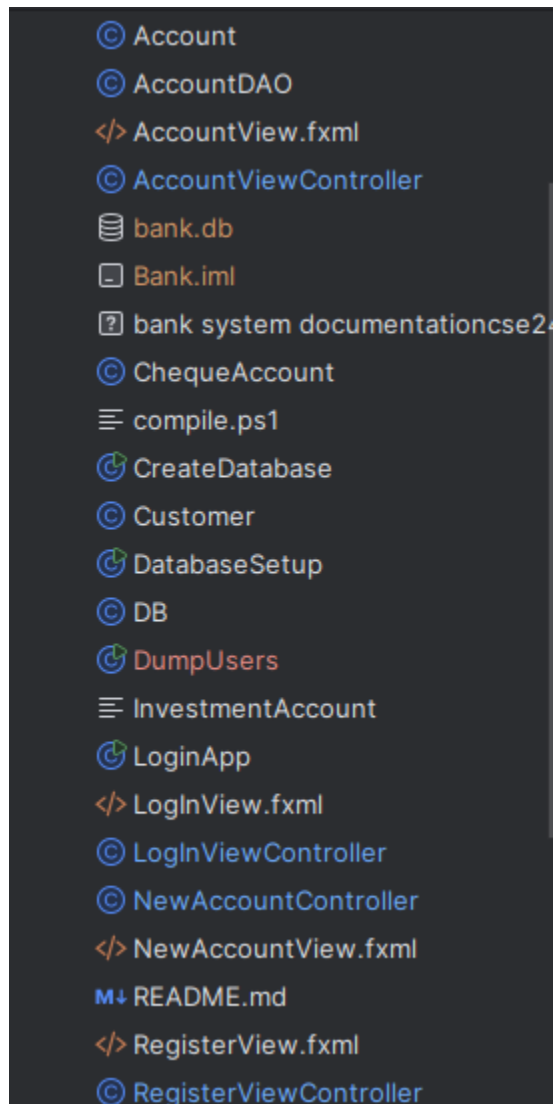 Account
AccountDAO
AccountView.fxml
AccountViewController
bank.db
Bank.iml
bank system documentationcse24
ChequeAccount
compile.ps1
CreateDatabase
Customer
DatabaseSetup
DB
DumpUsers
InvestmentAccount
LoginApp
LogInView.fxml
LogInViewController
NewAccountController
NewAccountView.fxml
README.md
RegisterView.fxml
RegisterViewController